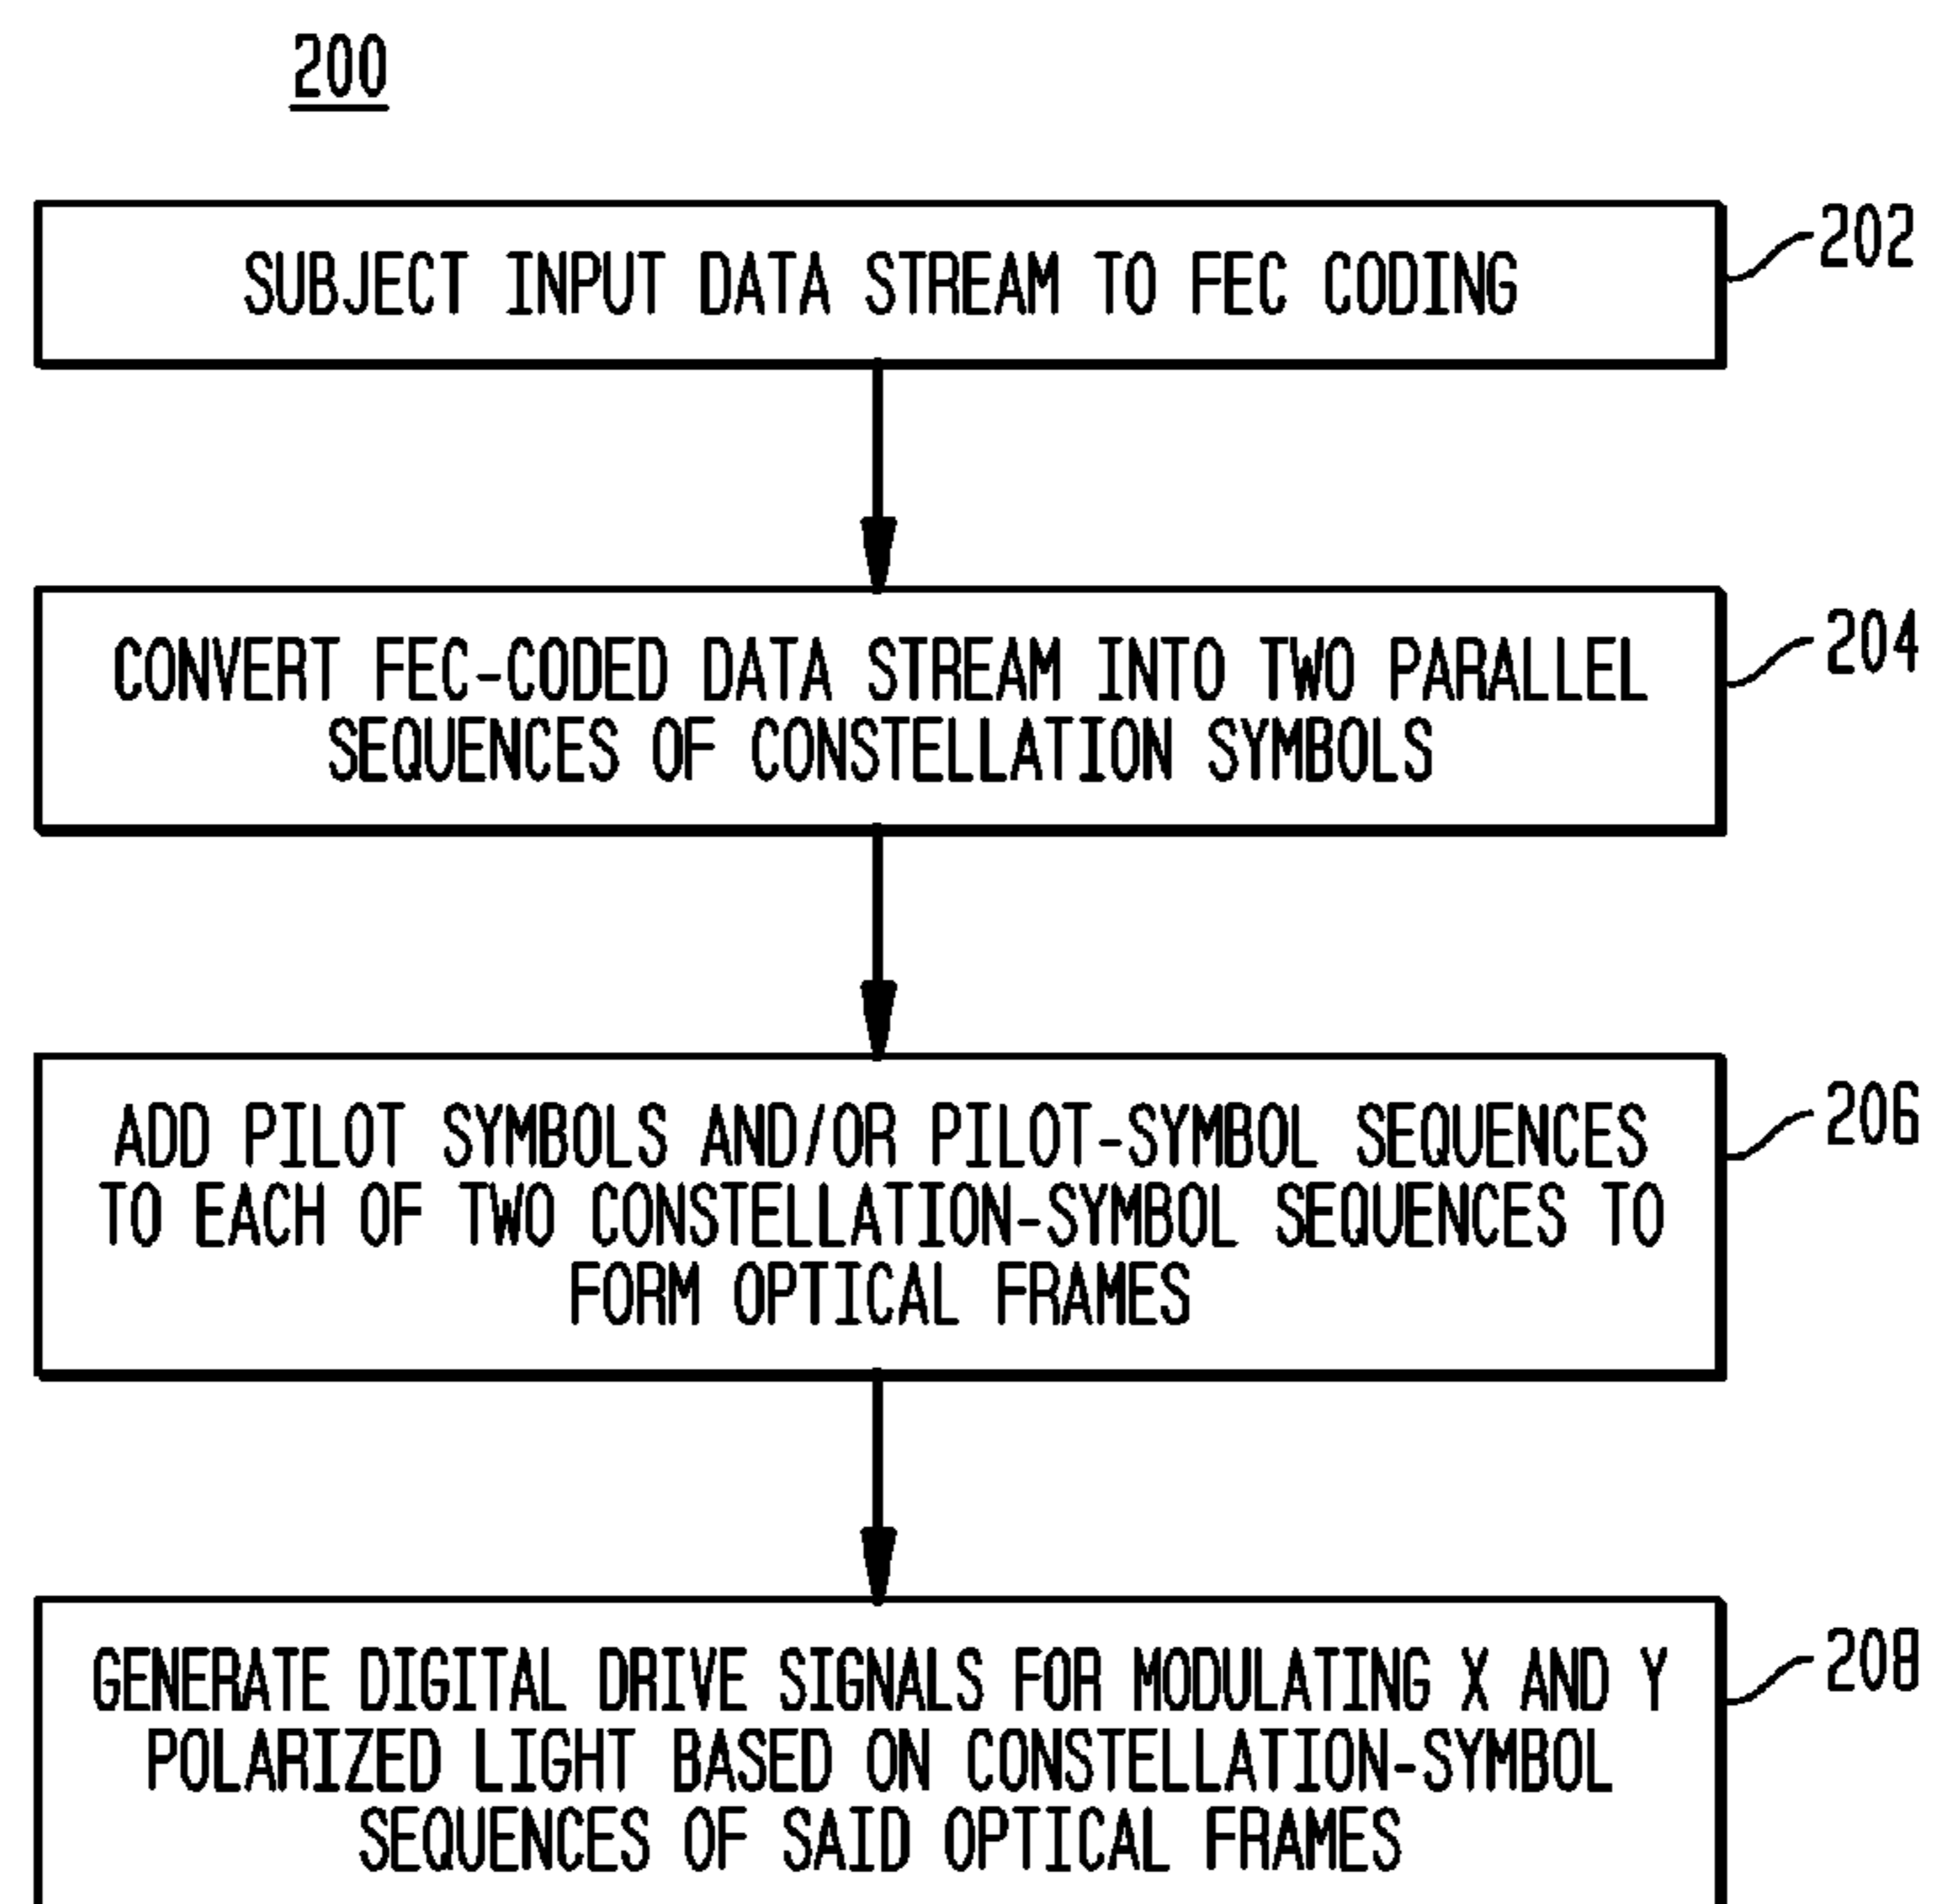 200
SUBJECT INPUT DATA STREAM TO FEC CODING
202
CONVERT FEC-CODED DATA STREAM INTO TWO PARALLEL
SEQUENCES OF CONSTELLATION SYMBOLS
204
ADD PILOT SYMBOLS AND/OR PILOT-SYMBOL SEQUENCES
TO EACH OF TWO CONSTELLATION-SYMBOL SEQUENCES TO
FORM OPTICAL FRAMES
206
GENERATE DIGITAL DRIVE SIGNALS FOR MODULATING X AND Y
POLARIZED LIGHT BASED ON CONSTELLATION-SYMBOL
SEQUENCES OF SAID OPTICAL FRAMES
208